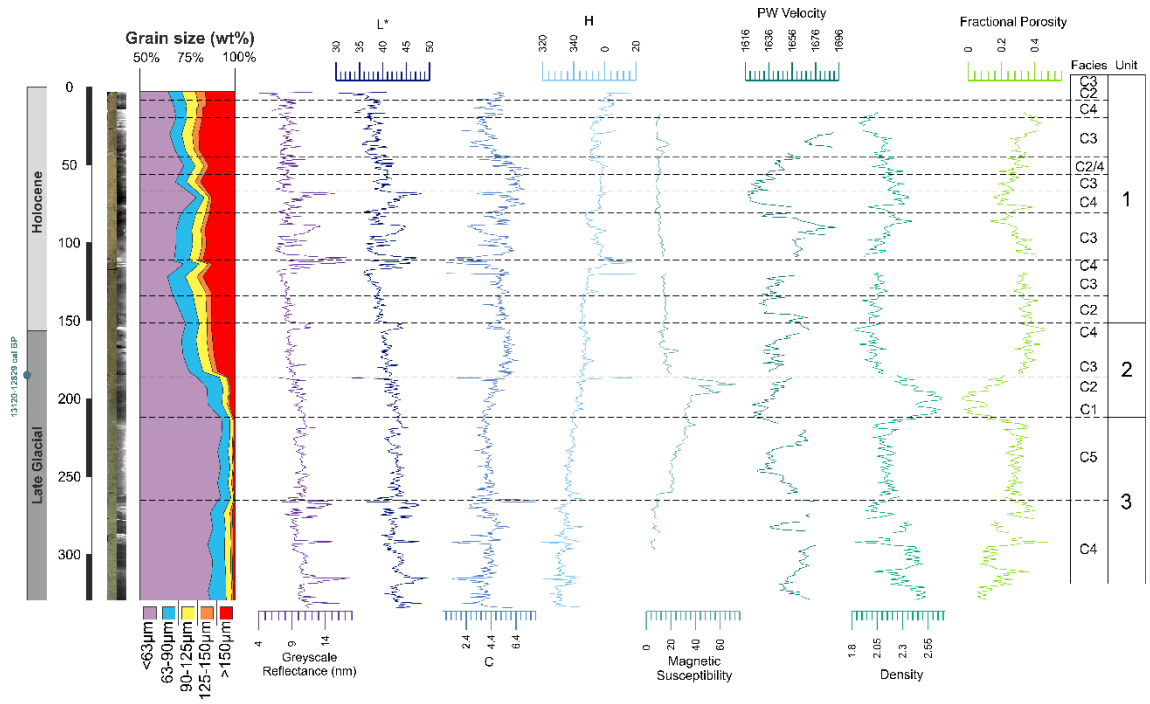 L*
H
PW Velocity
Fractional Porosity
Grain size (wt%)
50%
75%
100%
30
35
40
45
50
320
340
0
20
1616
1636
1656
1676
1696
0
0.2
0.4
Facies
Unit
0
50
100
150
200
250
300
Holocene
Late Glacial
13120-12829 cal BP
C3
C2
C4
C3
C2/4
C3
C4
C3
C4
C3
C2
C4
C3
C2
C1
C5
C4
1
2
3
<63µm
63-90µm
90-125µm
125-150µm
>150µm
4
9
14
Greyscale
Reflectance (nm)
2.4
4.4
6.4
C
0
20
40
60
Magnetic
Susceptibility
1.8
2.05
2.3
2.55
Density